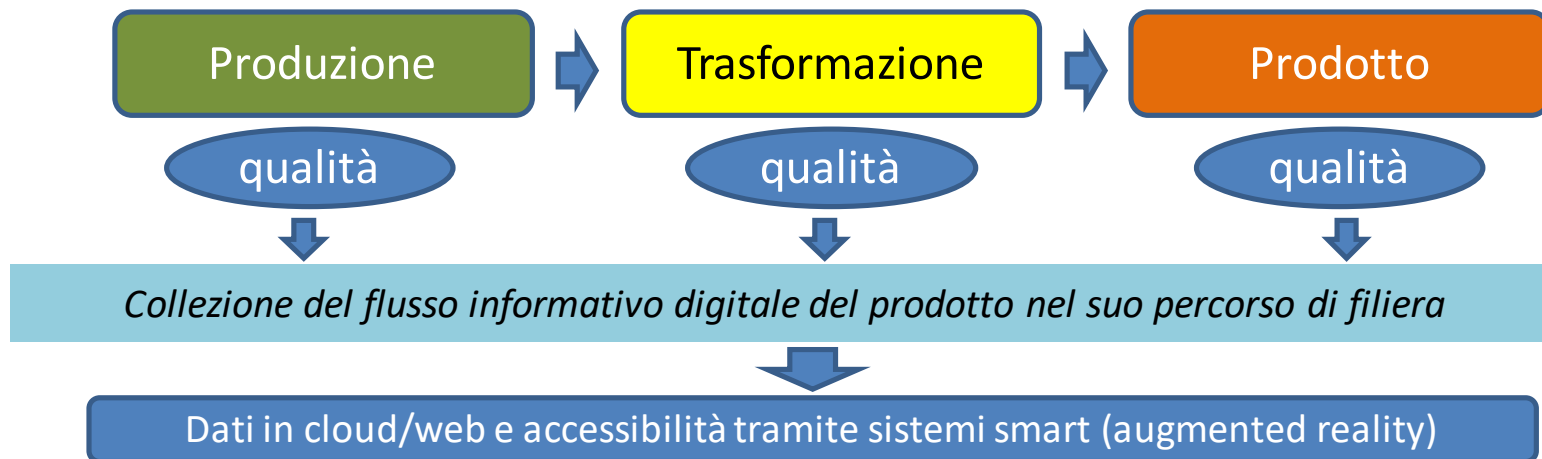 Produzione
Trasformazione
Prodotto
qualità
qualità
qualità
Collezione del flusso informativo digitale del prodotto nel suo percorso di filiera
Dati in cloud/web e accessibilità tramite sistemi smart (augmented reality)